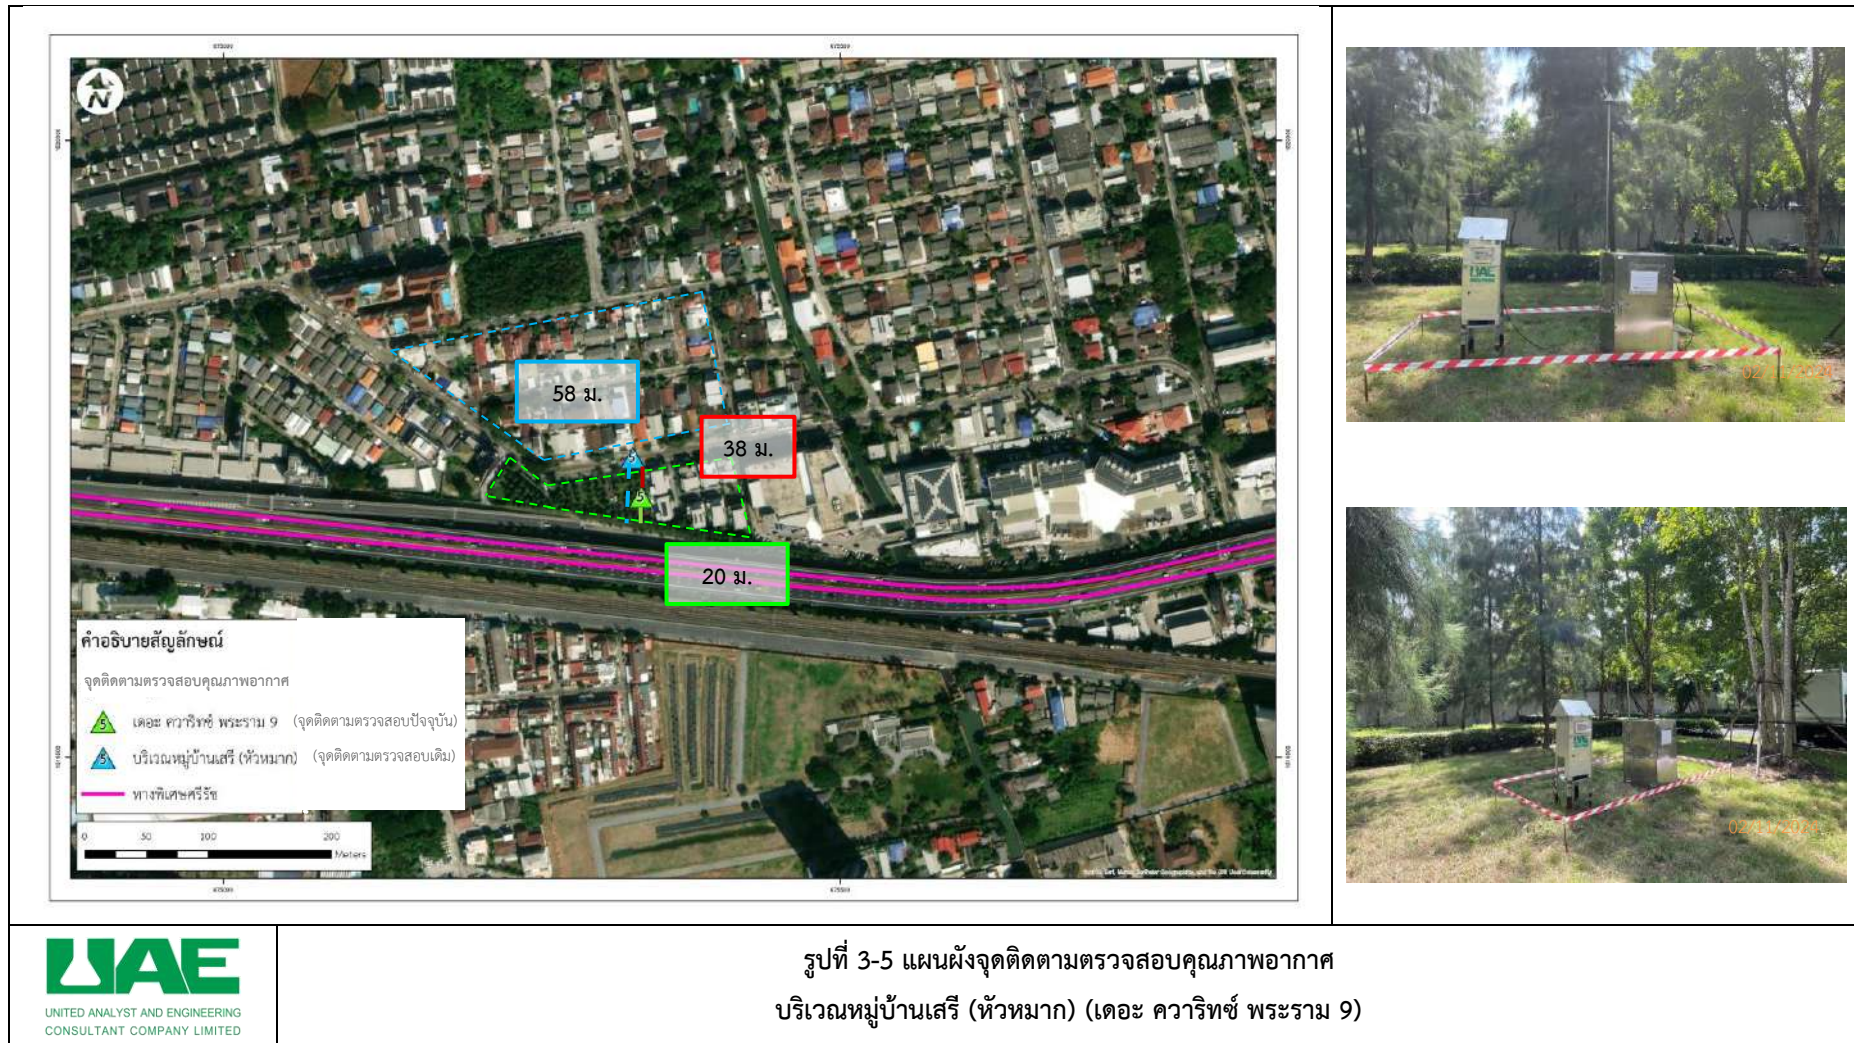 N
58 ม.
38 ม.
5
5
20 ม.
คำอธิบายสัญลักษณ์
จุดติดตามตรวจสอบคุณภาพอากาศ
5 เดอะ ควาริทซ์ พระราม 9 (จุดติดตามตรวจสอบปัจจุบัน)
5 บริเวณหมู่บ้านเสรี (หัวหมาก) (จุดติดตามตรวจสอบเดิม)
ทางพิเศษศรีรัช
0 50 100 200
Meters
UAE
02/11/2024
UAE
UNITED ANALYST AND ENGINEERING
CONSULTANT COMPANY LIMITED
รูปที่ 3-5 แผนผังจุดติดตามตรวจสอบคุณภาพอากาศ
บริเวณหมู่บ้านเสรี (หัวหมาก) (เดอะ ควาริทซ์ พระราม 9)